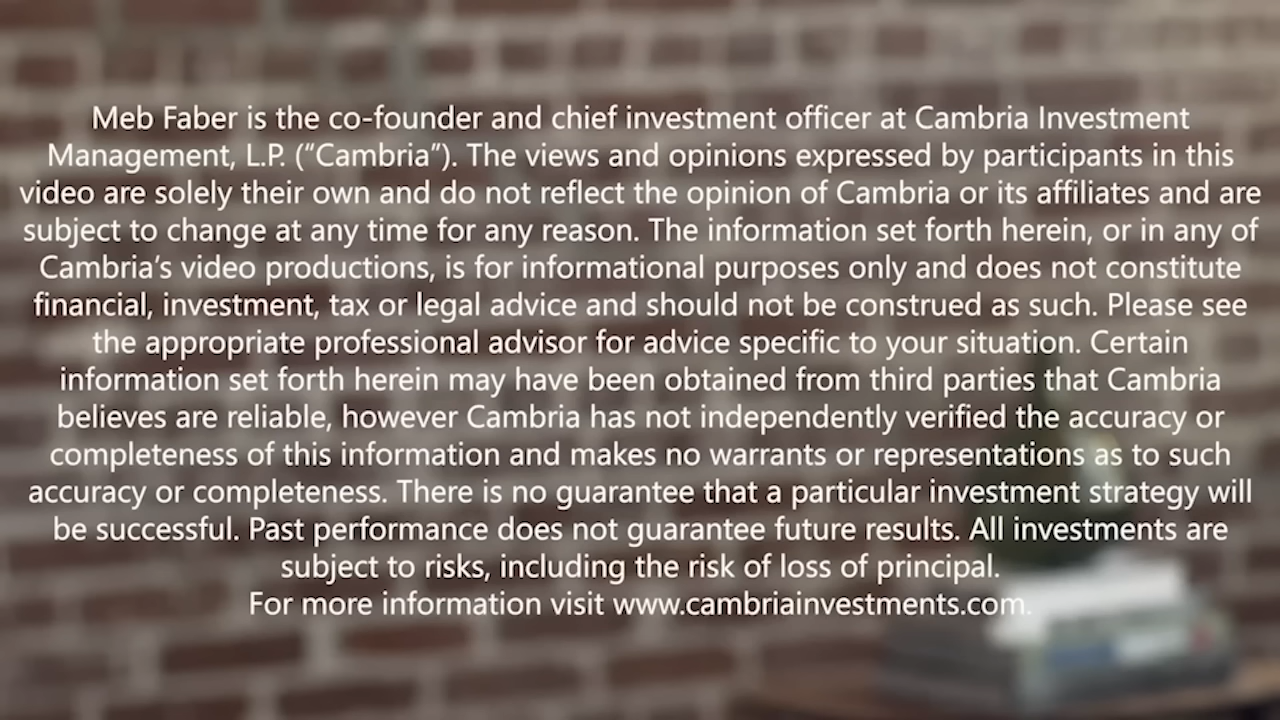 Meb Faber is the co-founder and chief investment officer at Cambria Investment
Management, L.P. (“Cambria”). The views and opinions expressed by participants in this
video are solely their own and do not reflect the opinion of Cambria or its affiliates and are
subject to change at any time for any reason. The information set forth herein, or in any of
Cambria’s video productions, is for informational purposes only and does not constitute
financial, investment, tax or legal advice and should not be construed as such. Please see
the appropriate professional advisor for advice specific to your situation. Certain
information set forth herein may have been obtained from third parties that Cambria
believes are reliable, however Cambria has not independently verified the accuracy or
completeness of this information and makes no warrants or representations as to such
accuracy or completeness. There is no guarantee that a particular investment strategy will
be successful. Past performance does not guarantee future results. All investments are
subject to risks, including the risk of loss of principal.
For more information visit www.cambriainvestments.com.